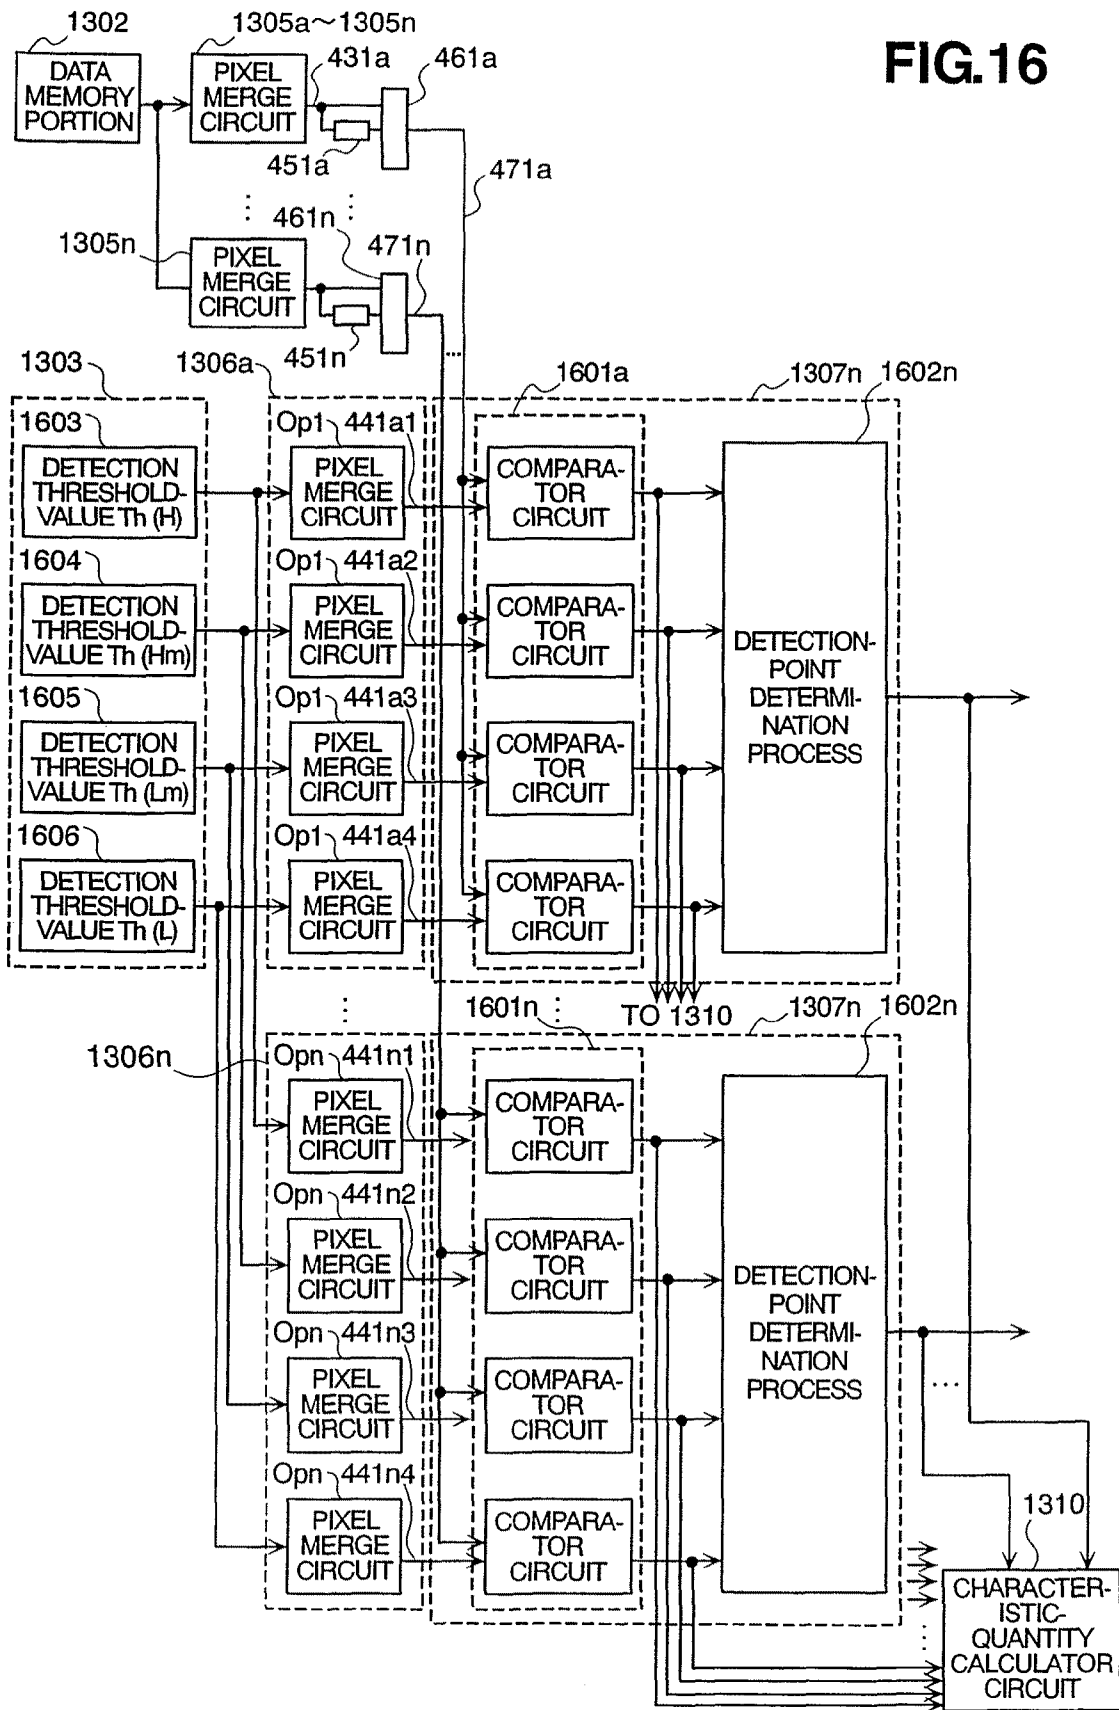 FIG.16
1302
1305a~1305n
431a
461a
DATA
MEMORY
PORTION
PIXEL
MERGE
CIRCUIT
451a
471a
1305n
461n
471n
PIXEL
MERGE
CIRCUIT
451n
1303
1306a
1601a
1307n
1602n
1603
DETECTION
THRESHOLD-
VALUE Th (H)
Op1
441a1
PIXEL
MERGE
CIRCUIT
COMPARA-
TOR
CIRCUIT
1604
DETECTION
THRESHOLD-
VALUE Th (Hm)
Op1
441a2
PIXEL
MERGE
CIRCUIT
COMPARA-
TOR
CIRCUIT
DETECTION-
POINT
DETERMI-
NATION
PROCESS
1605
DETECTION
THRESHOLD-
VALUE Th (Lm)
Op1
441a3
PIXEL
MERGE
CIRCUIT
COMPARA-
TOR
CIRCUIT
1606
DETECTION
THRESHOLD-
VALUE Th (L)
Op1
441a4
PIXEL
MERGE
CIRCUIT
COMPARA-
TOR
CIRCUIT
TO 1310
1601n
1307n
1602n
1306n
Opn
441n1
PIXEL
MERGE
CIRCUIT
COMPARA-
TOR
CIRCUIT
Opn
441n2
PIXEL
MERGE
CIRCUIT
COMPARA-
TOR
CIRCUIT
DETECTION-
POINT
DETERMI-
NATION
PROCESS
Opn
441n3
PIXEL
MERGE
CIRCUIT
COMPARA-
TOR
CIRCUIT
Opn
441n4
PIXEL
MERGE
CIRCUIT
COMPARA-
TOR
CIRCUIT
1310
CHARACTER-
ISTIC-
QUANTITY
CALCULATOR
CIRCUIT